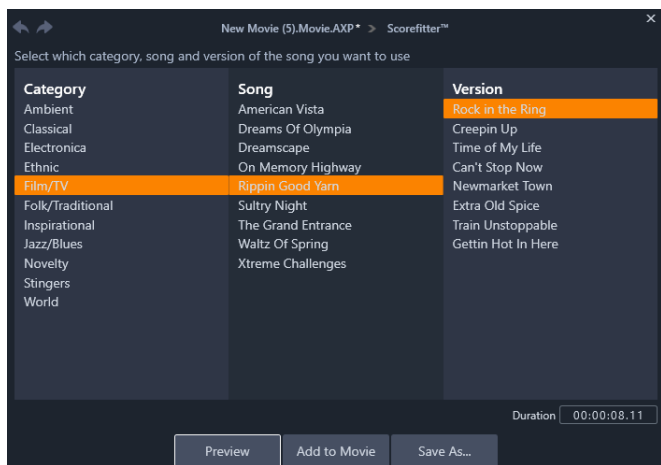 New Movie (5).Movie.AXP* > Scorefitter™
Select which category, song and version of the song you want to use
Category
Ambient
Classical
Electronica
Ethnic
Film/TV
Folk/Traditional
Inspirational
Jazz/Blues
Novelty
Stingers
World
Song
American Vista
Dreams Of Olympia
Dreamscape
On Memory Highway
Rippin Good Yarn
Sultry Night
The Grand Entrance
Waltz Of Spring
Xtreme Challenges
Version
Rock in the Ring
Creepin Up
Time of My Life
Can't Stop Now
Newmarket Town
Extra Old Spice
Train Unstoppable
Gettin Hot In Here
Duration 00:00:08.11
Preview Add to Movie Save As...